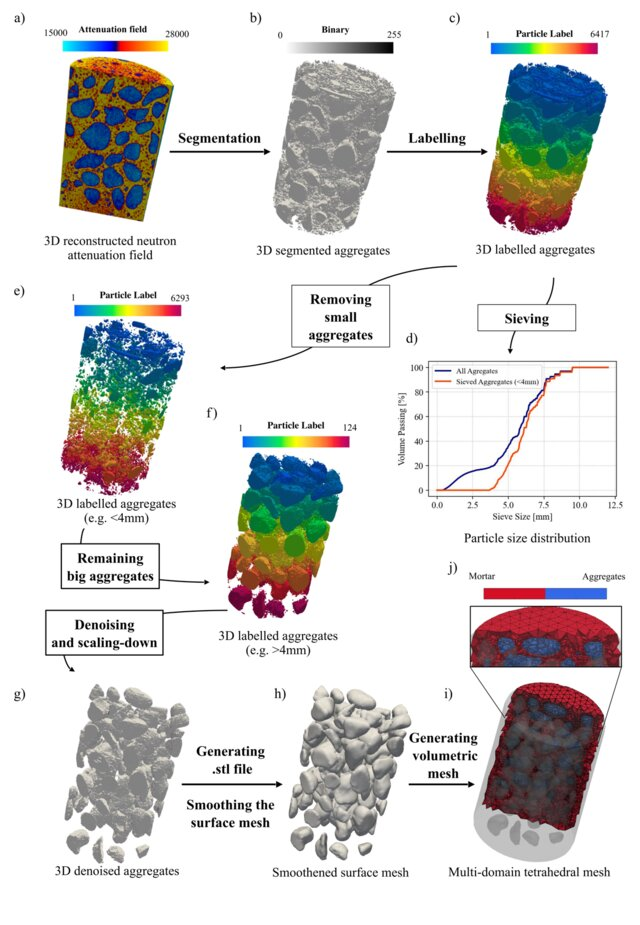 a)
Attenuation field
15000
28000
3D reconstructed neutron
attenuation field
Segmentation
b)
Binary
0
255
3D segmented aggregates
Labelling
c)
Particle Label
1
6417
3D labelled aggregates
Removing
small
aggregates
Sieving
e)
Particle Label
1
6293
3D labelled aggregates
(e.g. <4mm)
d)
All Agregates
Sieved Aggregates (<4mm)
Volume Passing [%]
100
80
60
40
20
0
0.0
2.5
5.0
7.5
10.0
12.5
Sieve Size [mm]
Particle size distribution
f)
Particle Label
1
124
3D labelled aggregates
(e.g. >4mm)
Remaining
big aggregates
Denoising
and scaling-down
g)
3D denoised aggregates
Generating
.stl file
Smoothing the
surface mesh
h)
Smoothened surface mesh
Generating
volumetric
mesh
j)
Mortar
Aggregates
i)
Multi-domain tetrahedral mesh